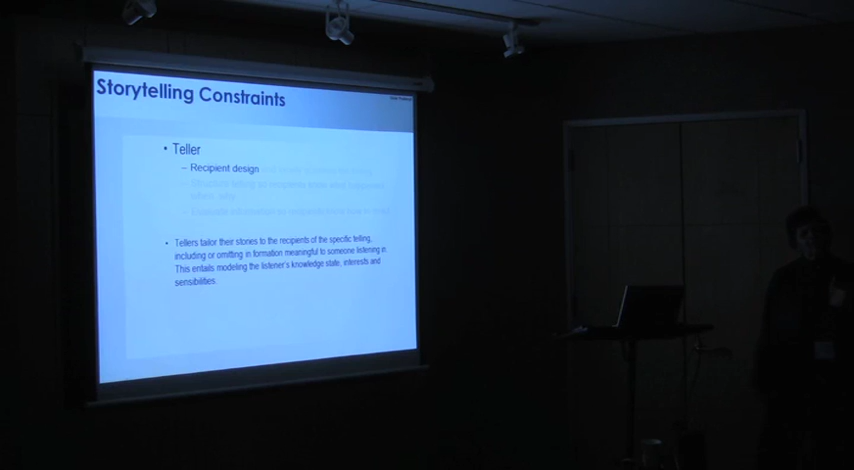 Storytelling Constraints
• Teller
– Recipient design
• Tellers tailor their stories to the recipients of the specific telling,
including or omitting in formation meaningful to someone listening in.
This entails modeling the listener's knowledge state, interests and
sensibilities.